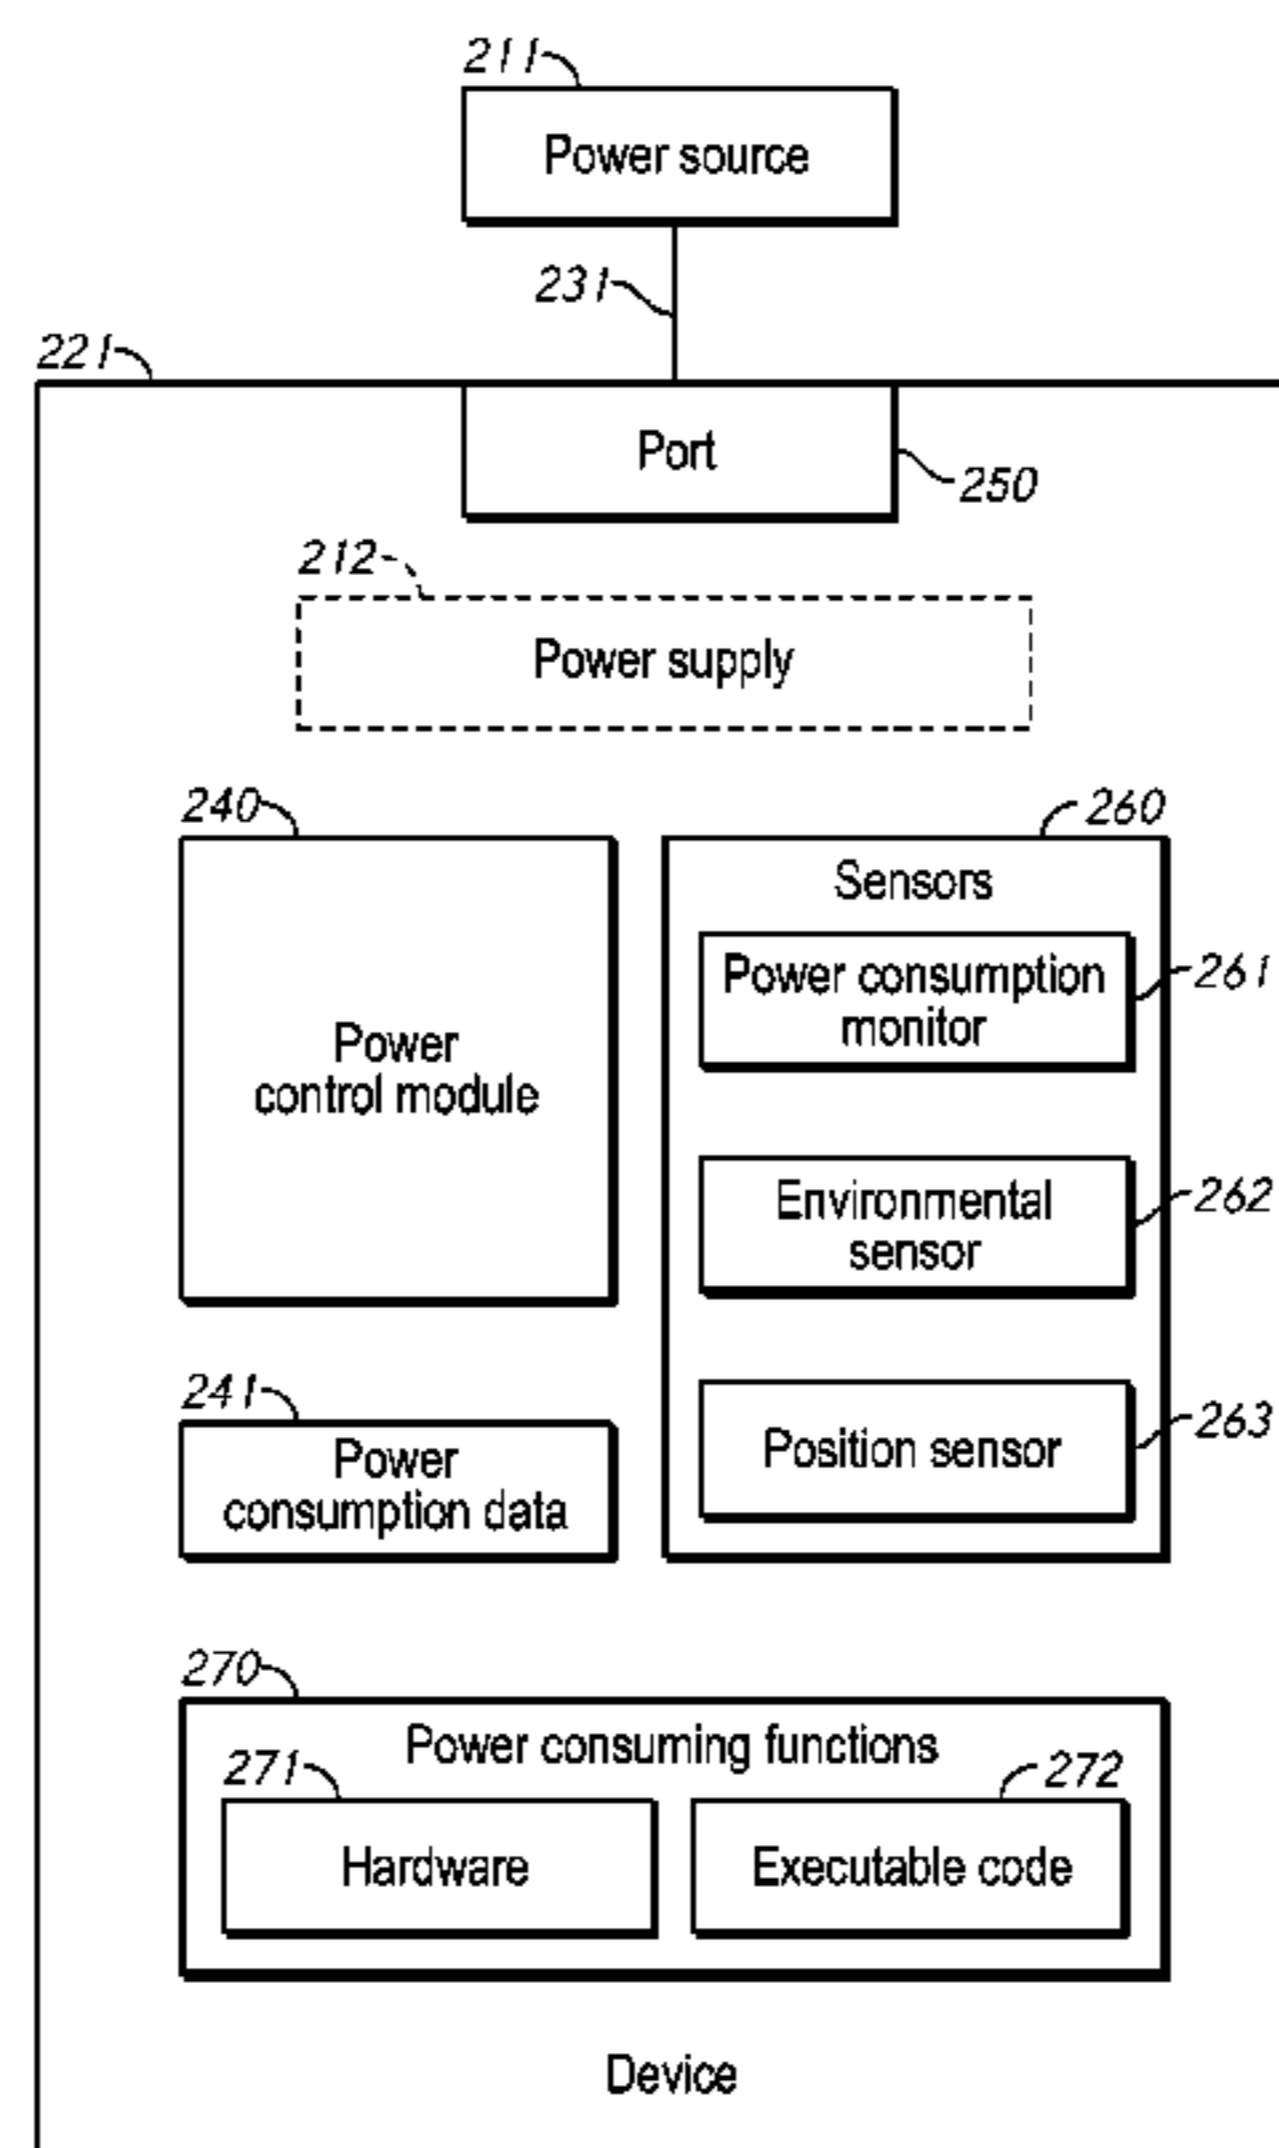 211
Power source
231
221
Port
250
212
Power supply
240
260
Sensors
Power consumption
monitor
261
Power
control module
Environmental
sensor
262
241
Power
consumption data
Position sensor
263
270
Power consuming functions
271
272
Hardware
Executable code
Device